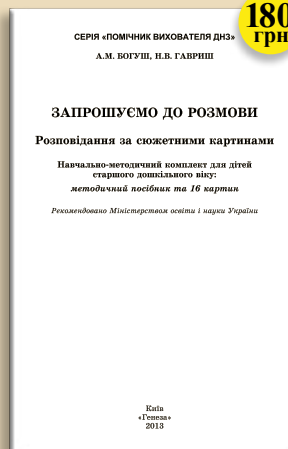 180
грн
СЕРІЯ «ПОМІЧНИК ВИХОВАТЕЛЯ ДНЗ»
А.М. БОГУШ, Н.В. ГАВРИШ
ЗАПРОШУЄМО ДО РОЗМОВИ
Розповідання за сюжетними картинами
Навчально-методичний комплект для дітей
старшого дошкільного віку:
методичний посібник та 16 картин
Рекомендовано Міністерством освіти і науки України
Київ
«Генеза»
2013